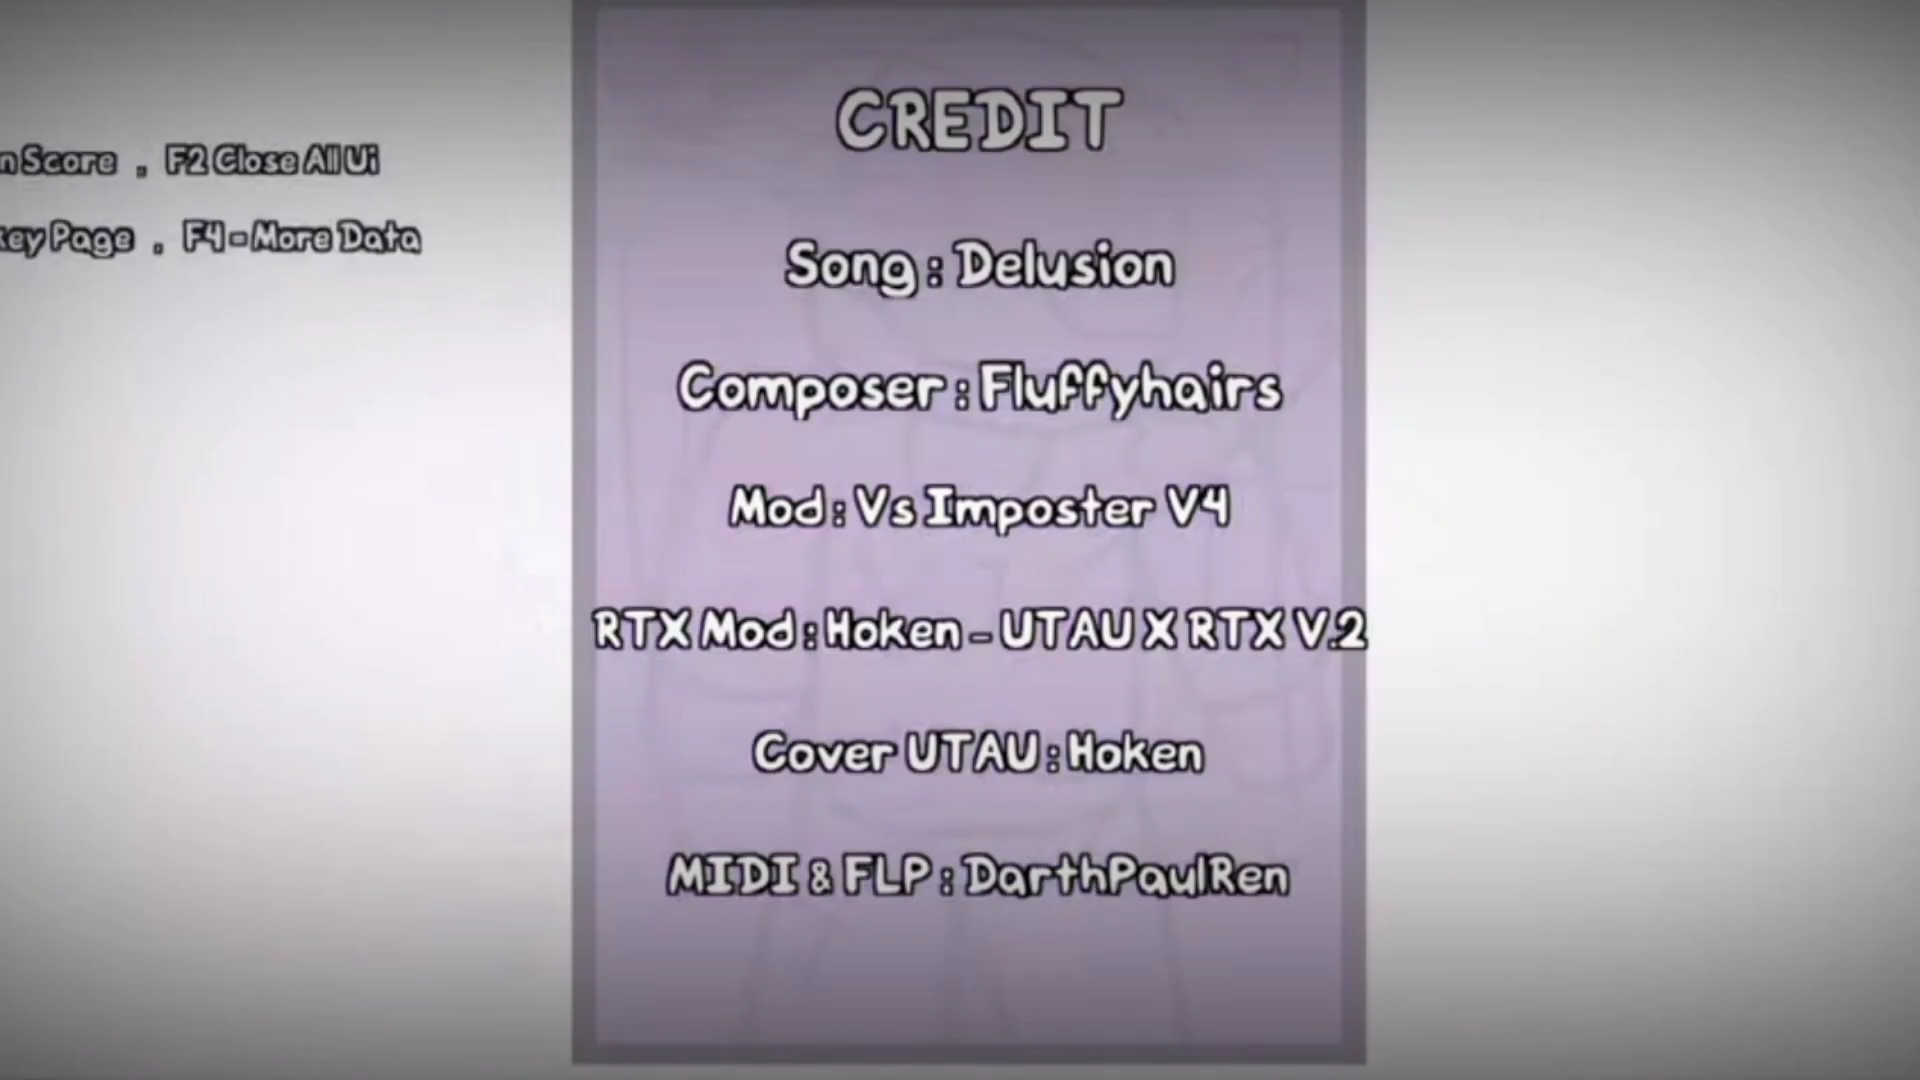 CREDIT
n Score , F2 Close All Ui
key Page , F4 - More Data
Song : Delusion
Composer : Fluffyhairs
Mod : Vs Imposter V4
RTX Mod : Hoken - UTAU X RTX V.2
Cover UTAU : Hoken
MIDI & FLP : DarthPaulRen